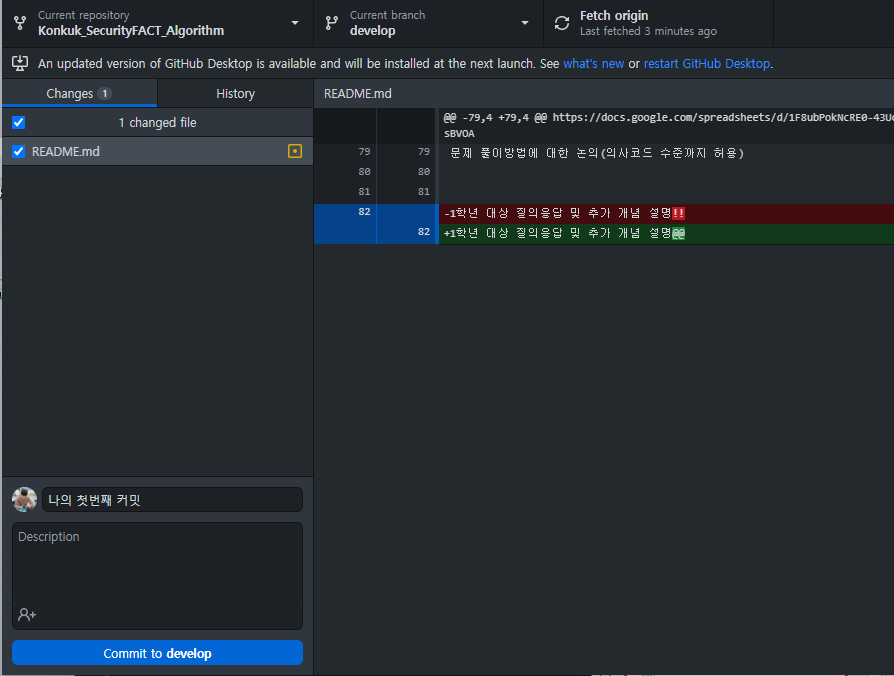 Current repository
Konkuk_SecurityFACT_Algorithm
Current branch
develop
Fetch origin
Last fetched 3 minutes ago
An updated version of GitHub Desktop is available and will be installed at the next launch. See what's new or restart GitHub Desktop.
Changes 1
History
README.md
1 changed file
README.md
@@ -79,4 +79,4 @@ https://docs.google.com/spreadsheets/d/1F8ubPokNcRE0-43U
sBVOA
79 79 문제 풀이방법에 대한 논의(의사코드 수준까지 허용)
80 80
81 81
82 -1학년 대상 질의응답 및 추가 개념 설명!!
82 +1학년 대상 질의응답 및 추가 개념 설명@@
나의 첫번째 커밋
Description
Commit to develop